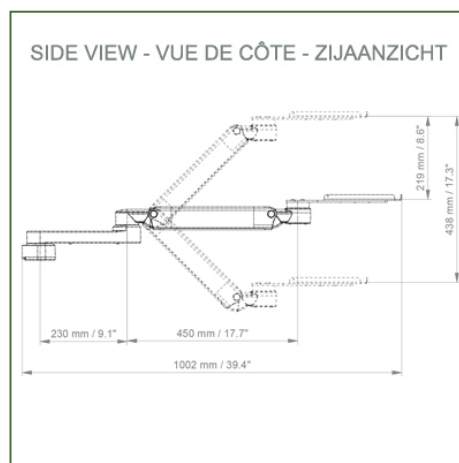 SIDE VIEW - VUE DE CÔTE - ZIJAANZICHT
219 mm / 8.6"
438 mm / 17.3"
230 mm / 9.1"
450 mm / 17.7"
1002 mm / 39.4"